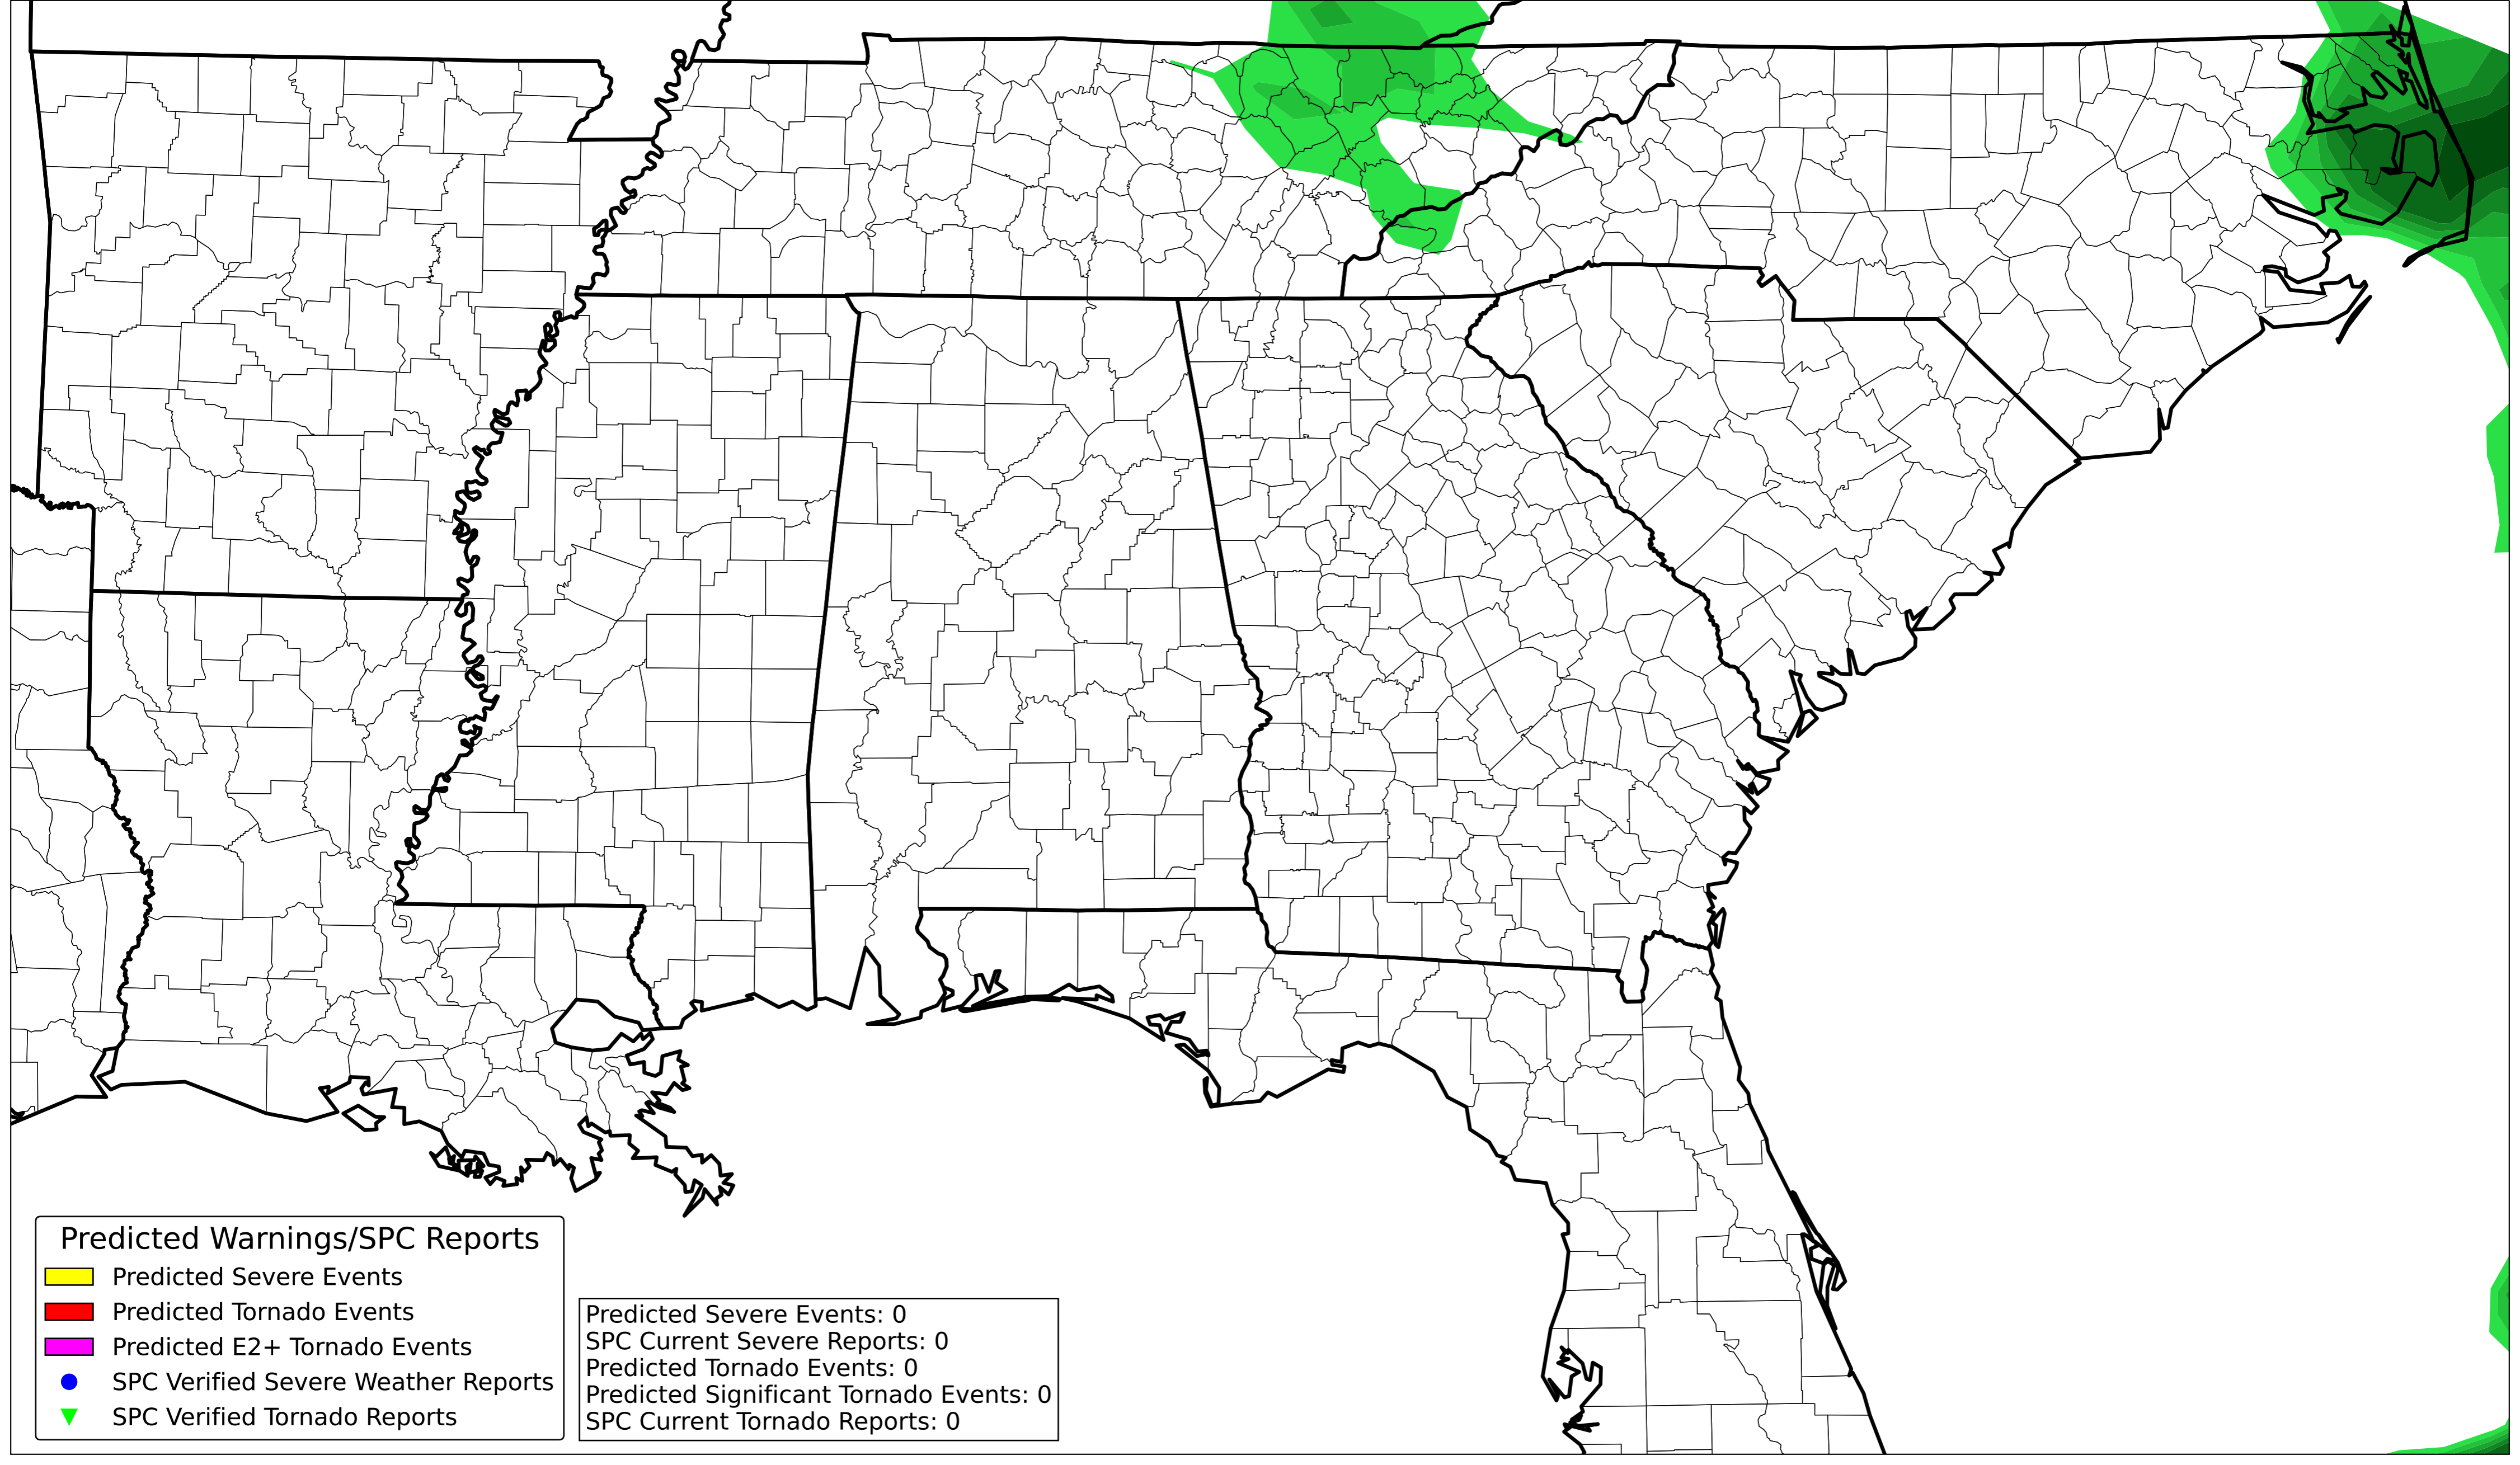 Predicted Warnings/SPC Reports
Predicted Severe Events
Predicted Tornado Events
Predicted E2+ Tornado Events
SPC Verified Severe Weather Reports
SPC Verified Tornado Reports
Predicted Severe Events: 0
SPC Current Severe Reports: 0
Predicted Tornado Events: 0
Predicted Significant Tornado Events: 0
SPC Current Tornado Reports: 0